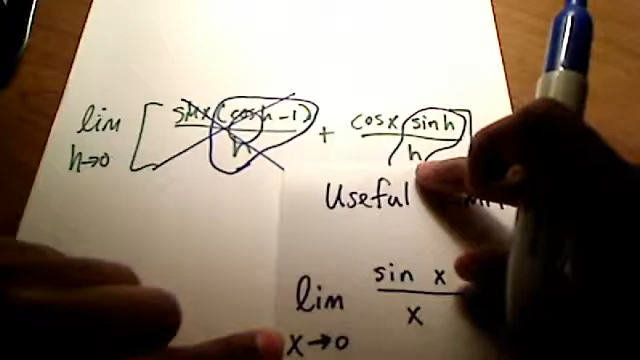 lim h→0 [ sinx(cosh-1)/h + cosx sinh/h ]
Useful
lim x→0 sin x/x